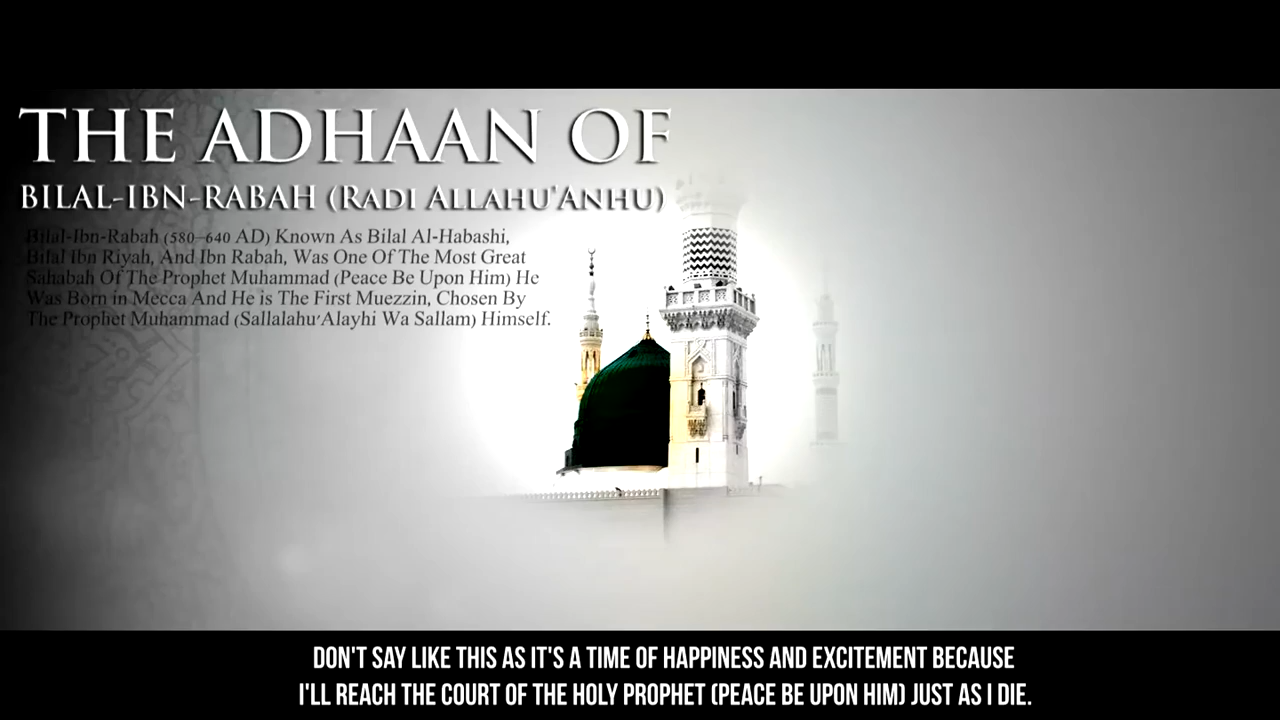 THE ADHAAN OF
BILAL-IBN-RABAH (RADI ALLAHU'ANHU)
Bilal-Ibn-Rabah (580–640 AD) Known As Bilal Al-Habashi,
Bilal Ibn Riyah, And Ibn Rabah, Was One Of The Most Great
Sahabah Of The Prophet Muhammad (Peace Be Upon Him) He
Was Born in Mecca And He is The First Muezzin, Chosen By
The Prophet Muhammad (Sallalahu'Alayhi Wa Sallam) Himself.
DON'T SAY LIKE THIS AS IT'S A TIME OF HAPPINESS AND EXCITEMENT BECAUSE
I'LL REACH THE COURT OF THE HOLY PROPHET (PEACE BE UPON HIM) JUST AS I DIE.